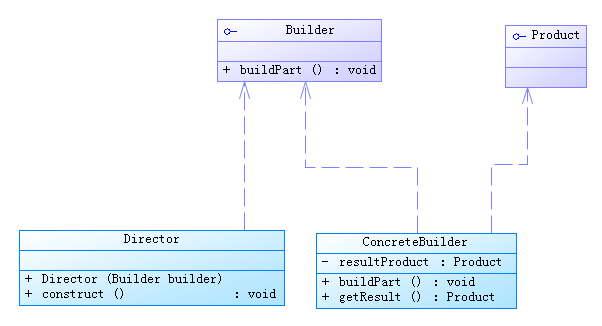 Builder
+ buildPart () : void
Product
Director
+ Director (Builder builder)
+ construct () : void
ConcreteBuilder
- resultProduct : Product
+ buildPart () : void
+ getResult () : Product